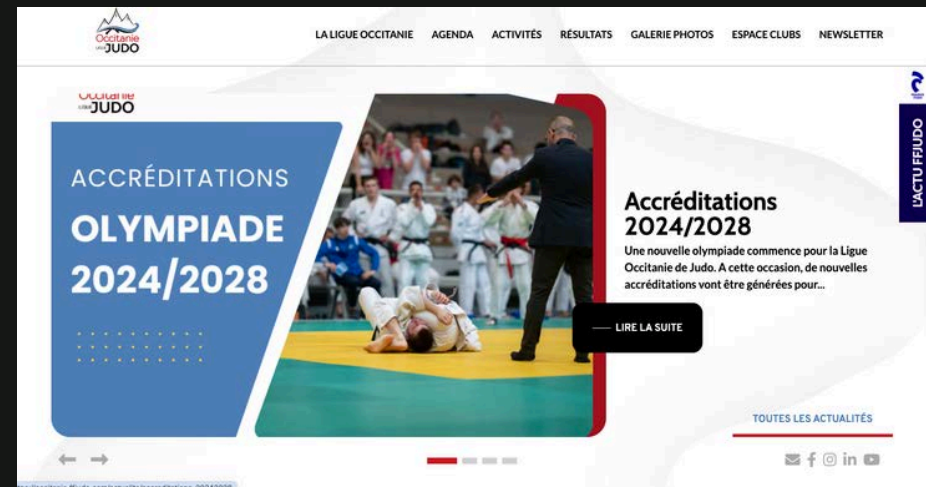 Occitanie
JUDO
LA LIGUE OCCITANIE AGENDA ACTIVITÉS RÉSULTATS GALERIE PHOTOS ESPACE CLUBS NEWSLETTER
L'ACTU FFJUDO
Occitanie
JUDO
ACCRÉDITATIONS
OLYMPIADE
2024/2028
Accréditations
2024/2028
Une nouvelle olympiade commence pour la Ligue
Occitanie de Judo. A cette occasion, de nouvelles
accréditations vont être générées pour...
LIRE LA SUITE
TOUTES LES ACTUALITÉS